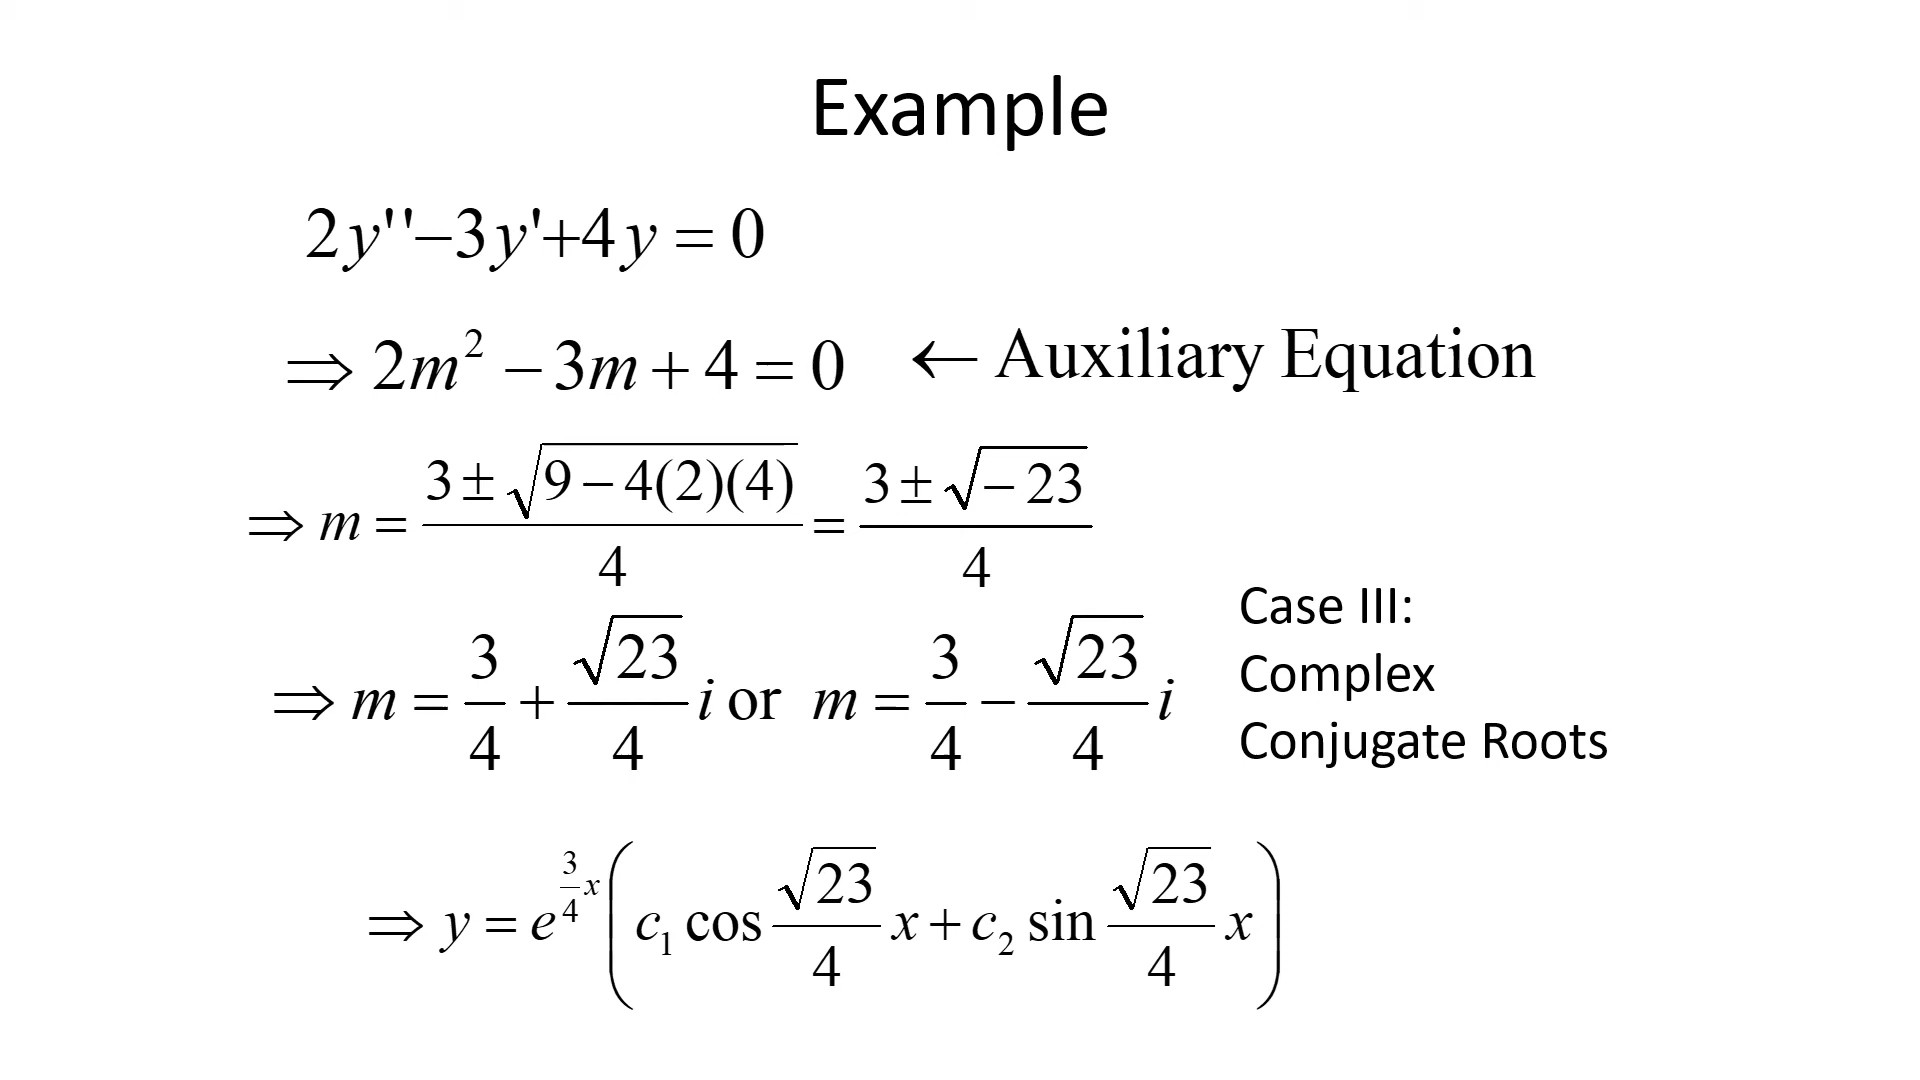 Example
2y''−3y'+4y = 0
⇒ 2m² − 3m + 4 = 0 ← Auxiliary Equation
⇒ m = (3 ± √(9 − 4(2)(4)))/4 = (3 ± √(−23))/4
⇒ m = 3/4 + (√23/4) i or m = 3/4 − (√23/4) i
Case III:
Complex
Conjugate Roots
⇒ y = e^(3/4 x) (c₁ cos (√23/4) x + c₂ sin (√23/4) x)